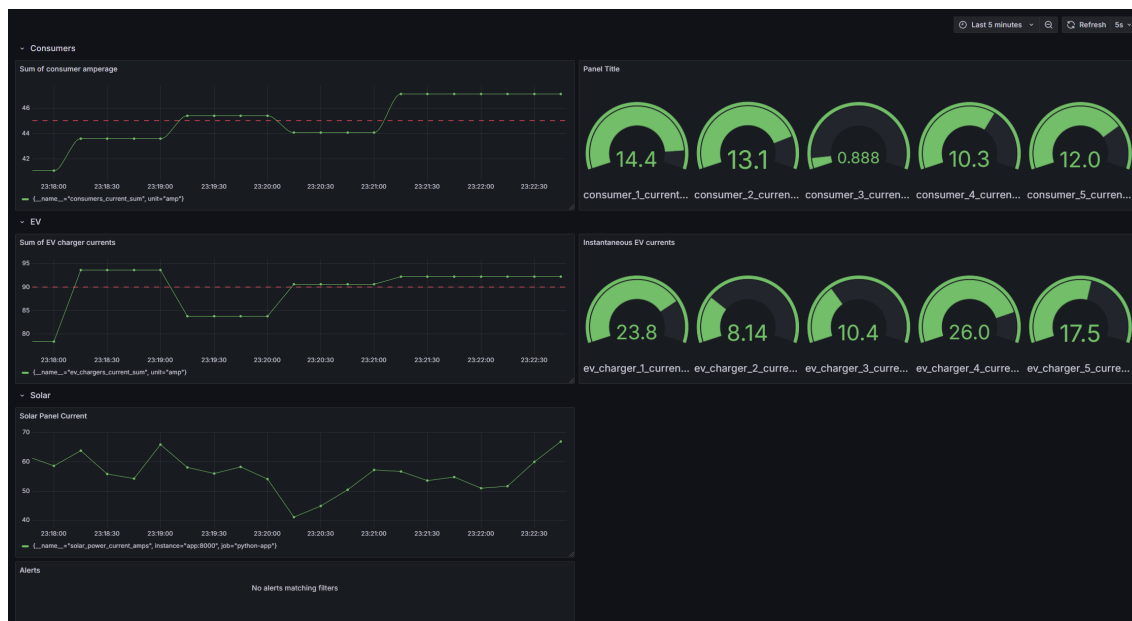 Last 5 minutes Refresh 5s
Consumers
Sum of consumer amperage
46
44
42
23:18:00 23:18:30 23:19:00 23:19:30 23:20:00 23:20:30 23:21:00 23:21:30 23:22:00 23:22:30
{__name__="consumers_current_sum", unit="amp"}
Panel Title
14.4 13.1 0.888 10.3 12.0
consumer_1_current... consumer_2_curren... consumer_3_curren... consumer_4_curren... consumer_5_curren...
EV
Sum of EV charger currents
95
90
85
80
23:18:00 23:18:30 23:19:00 23:19:30 23:20:00 23:20:30 23:21:00 23:21:30 23:22:00 23:22:30
{__name__="ev_chargers_current_sum", unit="amp"}
Instantaneous EV currents
23.8 8.14 10.4 26.0 17.5
ev_charger_1_curren... ev_charger_2_curre... ev_charger_3_curre... ev_charger_4_curre... ev_charger_5_curre...
Solar
Solar Panel Current
70
60
50
40
23:18:00 23:18:30 23:19:00 23:19:30 23:20:00 23:20:30 23:21:00 23:21:30 23:22:00 23:22:30
{__name__="solar_power_current_amps", instance="app:8000", job="python-app"}
Alerts
No alerts matching filters